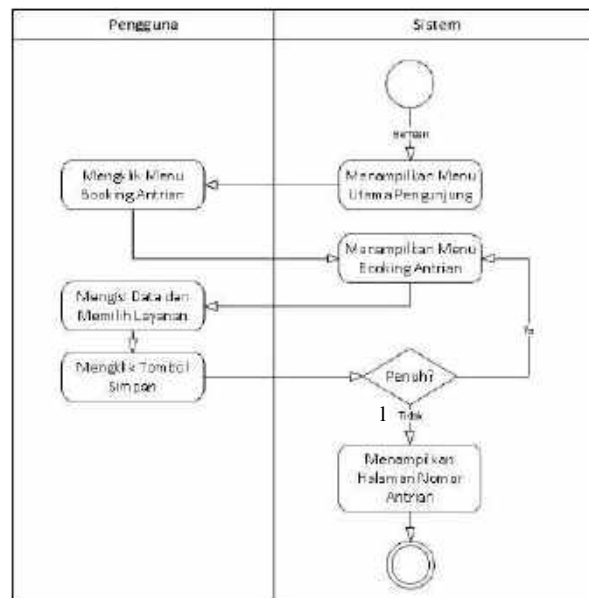 Pengguna
Sistem
Menampilkan Menu
Utama Pengunjung
Mengklik Menu
Booking Antrian
Menampilkan Menu
Booking Antrian
Mengisi Data dan
Memilih Layanan
Mengklik Tombol
Simpan
Penuh?
Ya
1
Tidak
Menampilkan
Halaman Nomor
Antrian